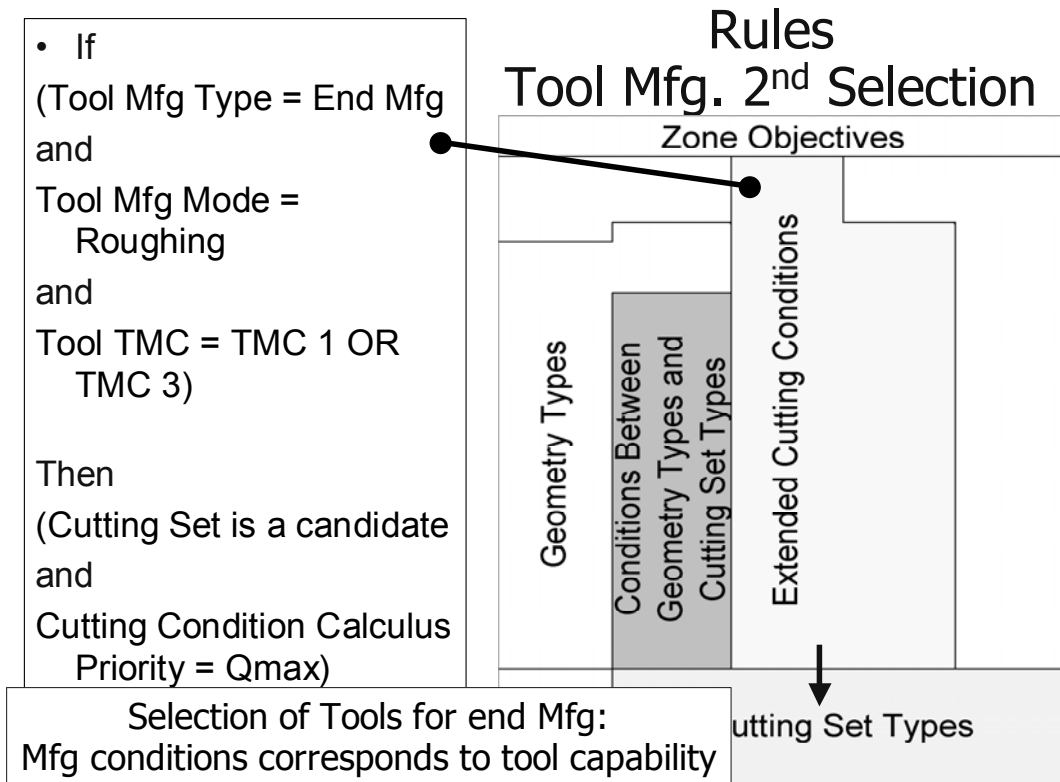 Rules
Tool Mfg. 2nd Selection
• If
(Tool Mfg Type = End Mfg
and
Tool Mfg Mode =
Roughing
and
Tool TMC = TMC 1 OR
TMC 3)
Then
(Cutting Set is a candidate
and
Cutting Condition Calculus
Priority = Qmax)
Zone Objectives
Geometry Types
Conditions Between
Geometry Types and
Cutting Set Types
Extended Cutting Conditions
utting Set Types
Selection of Tools for end Mfg:
Mfg conditions corresponds to tool capability